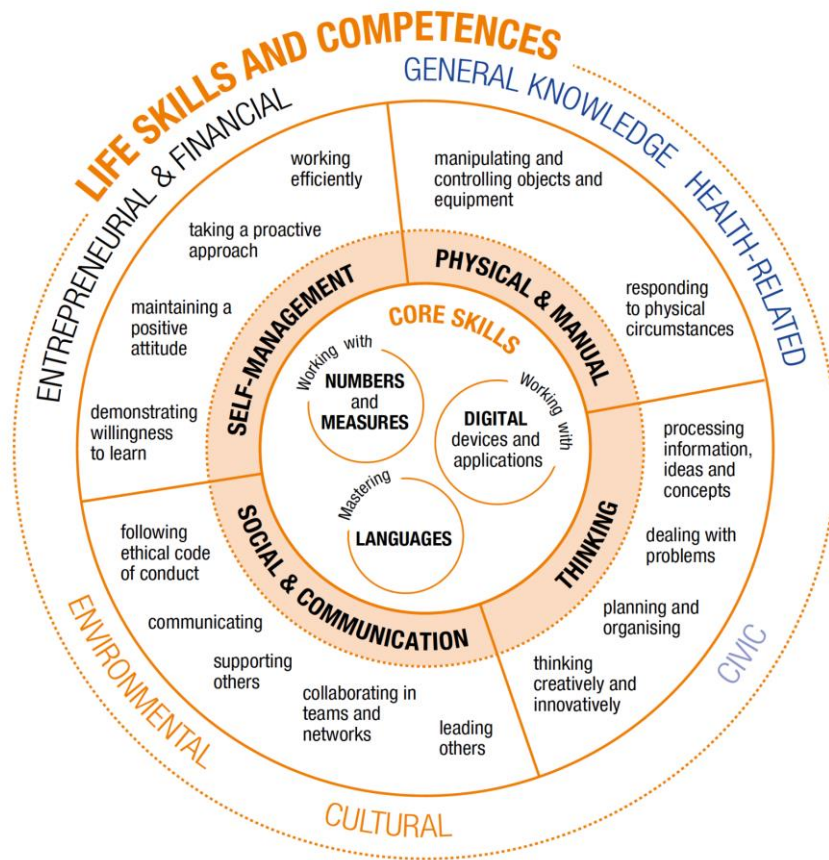 LIFE SKILLS AND COMPETENCES
ENTREPRENEURIAL & FINANCIAL
GENERAL KNOWLEDGE
HEALTH-RELATED
CIVIC
CULTURAL
ENVIRONMENTAL
SELF-MANAGEMENT
working
efficiently
taking a proactive
approach
maintaining a
positive
attitude
demonstrating
willingness
to learn
PHYSICAL & MANUAL
manipulating and
controlling objects and
equipment
responding
to physical
circumstances
THINKING
processing
information,
ideas and
concepts
dealing with
problems
planning and
organising
thinking
creatively and
innovatively
SOCIAL & COMMUNICATION
following
ethical code
of conduct
communicating
supporting
others
collaborating in
teams and
networks
leading
others
CORE SKILLS
Working with
NUMBERS
and
MEASURES
Working with
DIGITAL
devices and
applications
Mastering
LANGUAGES